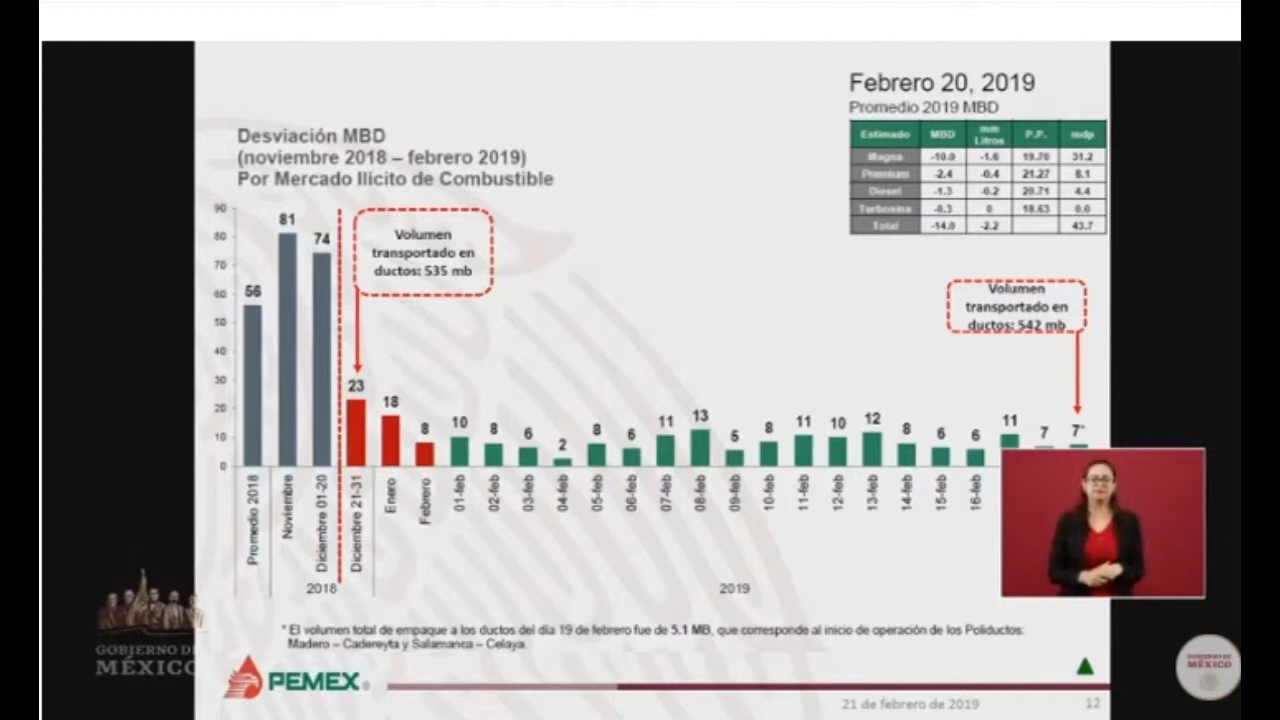 Febrero 20, 2019
Promedio 2019 MBD
Estimado MBD mm Litros P.P. mdp
Magna -10.0 -1.6 19.70 31.2
Premium -2.4 -0.4 21.27 8.1
Diesel -1.3 -0.2 20.71 4.4
Turbosina -0.3 0 18.63 0.0
Total -14.0 -2.2 43.7
Desviación MBD
(noviembre 2018 – febrero 2019)
Por Mercado Ilícito de Combustible
Volumen
transportado en
ductos: 535 mb
Volumen
transportado en
ductos: 542 mb
90
80
70
60
50
40
30
20
10
0
56 81 74 23 18 8 10 8 6 2 8 6 11 13 5 8 11 10 12 8 6 6 11 7 7*
Promedio 2018 Noviembre Diciembre 01-20 Diciembre 21-31 Enero Febrero 01-feb 02-feb 03-feb 04-feb 05-feb 06-feb 07-feb 08-feb 09-feb 10-feb 11-feb 12-feb 13-feb 14-feb 15-feb 16-feb
2018 2019
* El volumen total de empaque a los ductos del día 19 de febrero fue de 5.1 MB, que corresponde al inicio de operación de los Poliductos:
Madero – Cadereyta y Salamanca – Celaya.
GOBIERNO DE
MÉXICO
PEMEX®
21 de febrero de 2019 12
GOBIERNO DE
MÉXICO